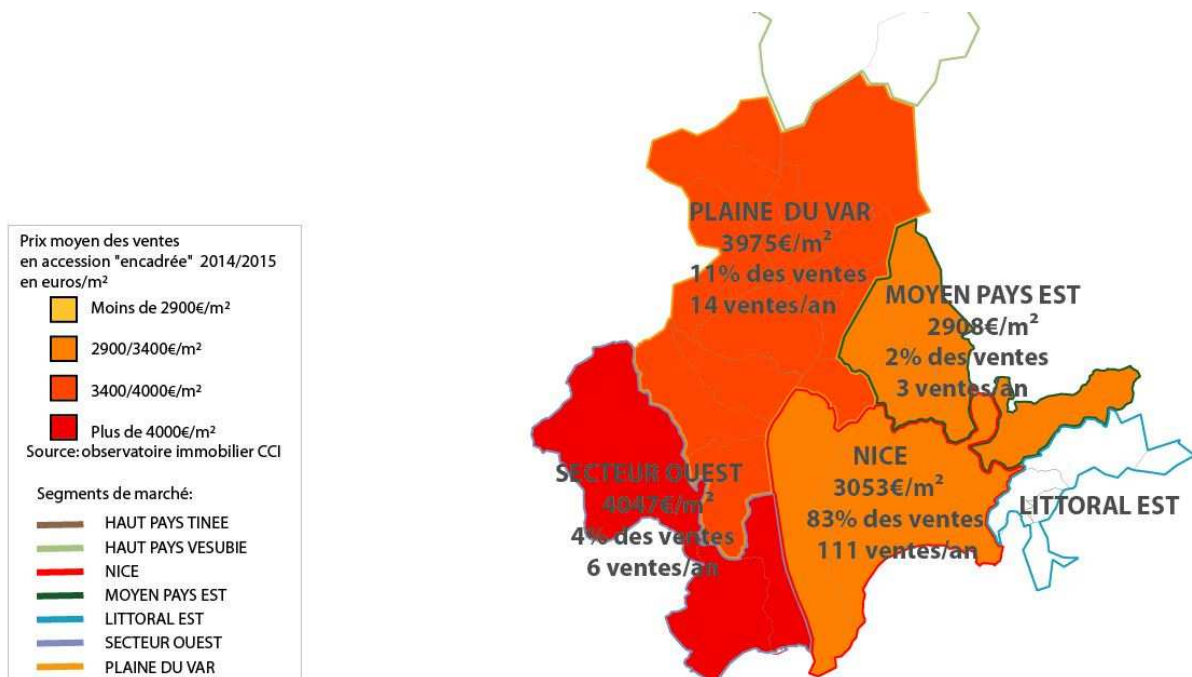 PLAINE DU VAR
3975€/m²
11% des ventes
14 ventes/an
MOYEN PAYS EST
2908€/m²
2% des ventes
3 ventes/an
SECTEUR OUEST
4047€/m²
4% des ventes
6 ventes/an
NICE
3053€/m²
83% des ventes
111 ventes/an
LITTORAL EST
Prix moyen des ventes
en accession "encadrée" 2014/2015
en euros/m²
Moins de 2900€/m²
2900/3400€/m²
3400/4000€/m²
Plus de 4000€/m²
Source: observatoire immobilier CCI
Segments de marché:
HAUT PAYS TINEE
HAUT PAYS VESUBIE
NICE
MOYEN PAYS EST
LITTORAL EST
SECTEUR OUEST
PLAINE DU VAR